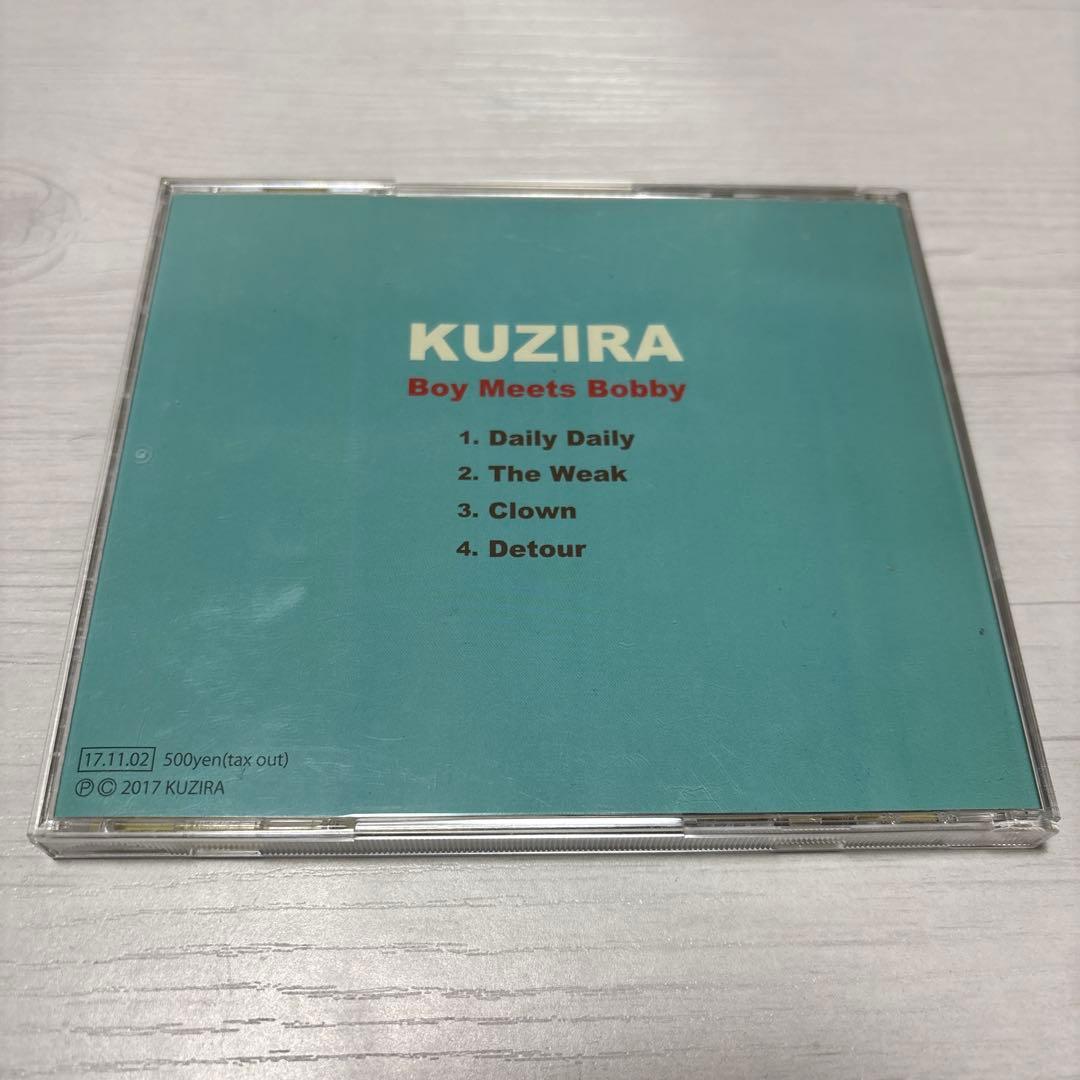 KUZIRA
Boy Meets Bobby
1. Daily Daily
2. The Weak
3. Clown
4. Detour
17.11.02 500yen(tax out)
Ⓟ Ⓒ 2017 KUZIRA